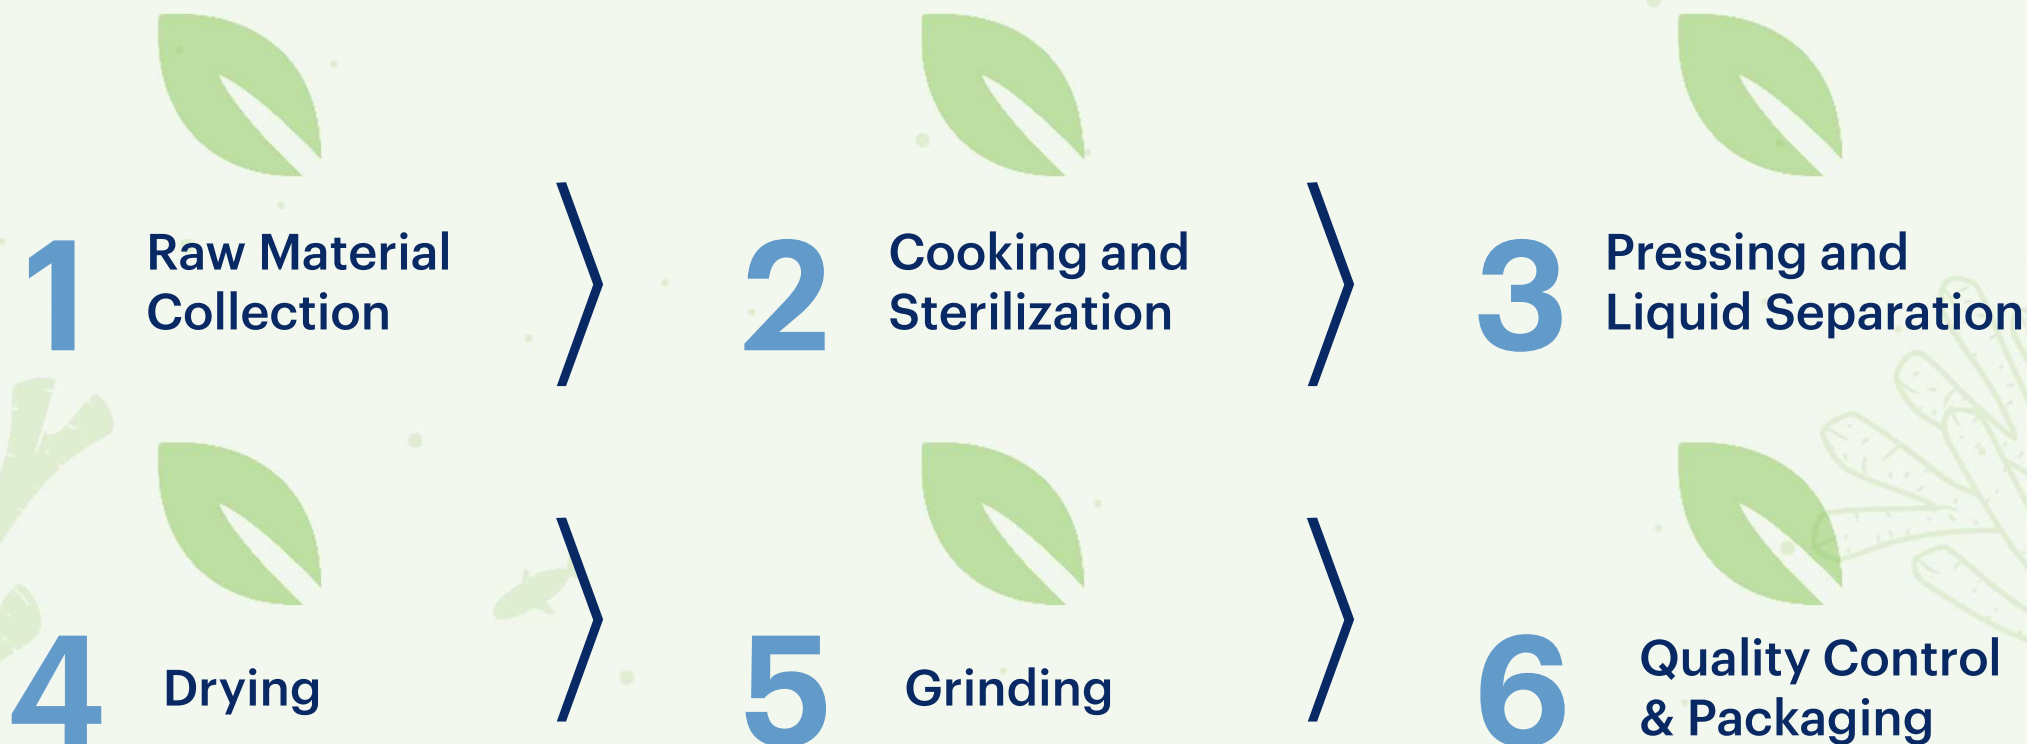 1
Raw Material
Collection
2
Cooking and
Sterilization
3
Pressing and
Liquid Separation
4
Drying
5
Grinding
6
Quality Control
& Packaging